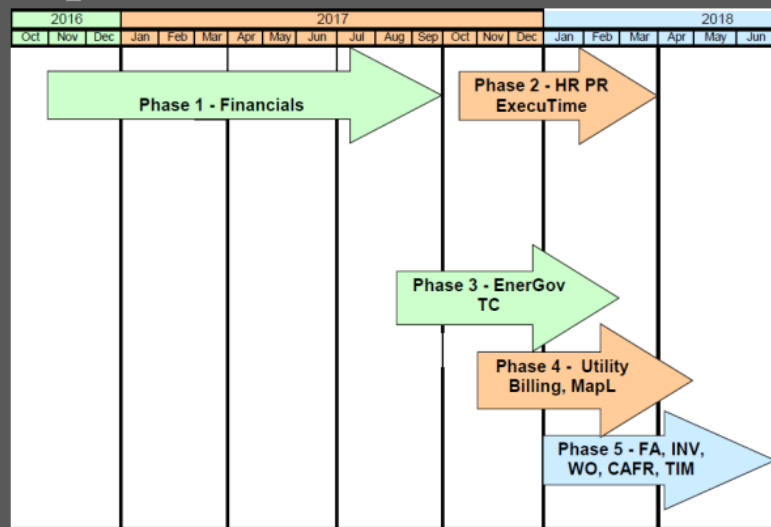 2016 2017 2018
Oct Nov Dec Jan Feb Mar Apr May Jun Jul Aug Sep Oct Nov Dec Jan Feb Mar Apr May Jun
Phase 1 - Financials
Phase 2 - HR PR
ExecuTime
Phase 3 - EnerGov
TC
Phase 4 - Utility
Billing, MapL
Phase 5 - FA, INV,
WO, CAFR, TIM